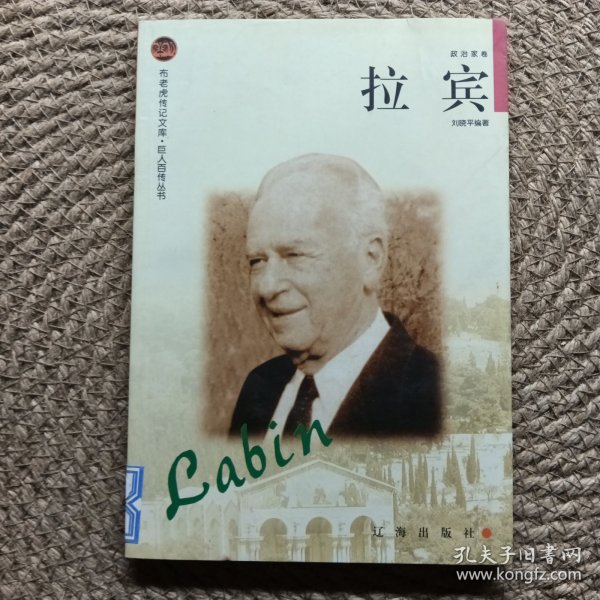 政治家卷
拉宾
刘晓平编著
布老虎传记文库·巨人百传丛书
Labin
辽海出版社
孔夫子旧書网
www.kongfz.com